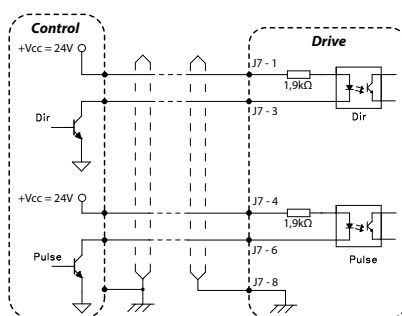 Control
Drive
+Vcc = 24V
J7 - 1
1,9kΩ
J7 - 3
Dir
Dir
+Vcc = 24V
J7 - 4
1,9kΩ
J7 - 6
Pulse
Pulse
J7 - 8